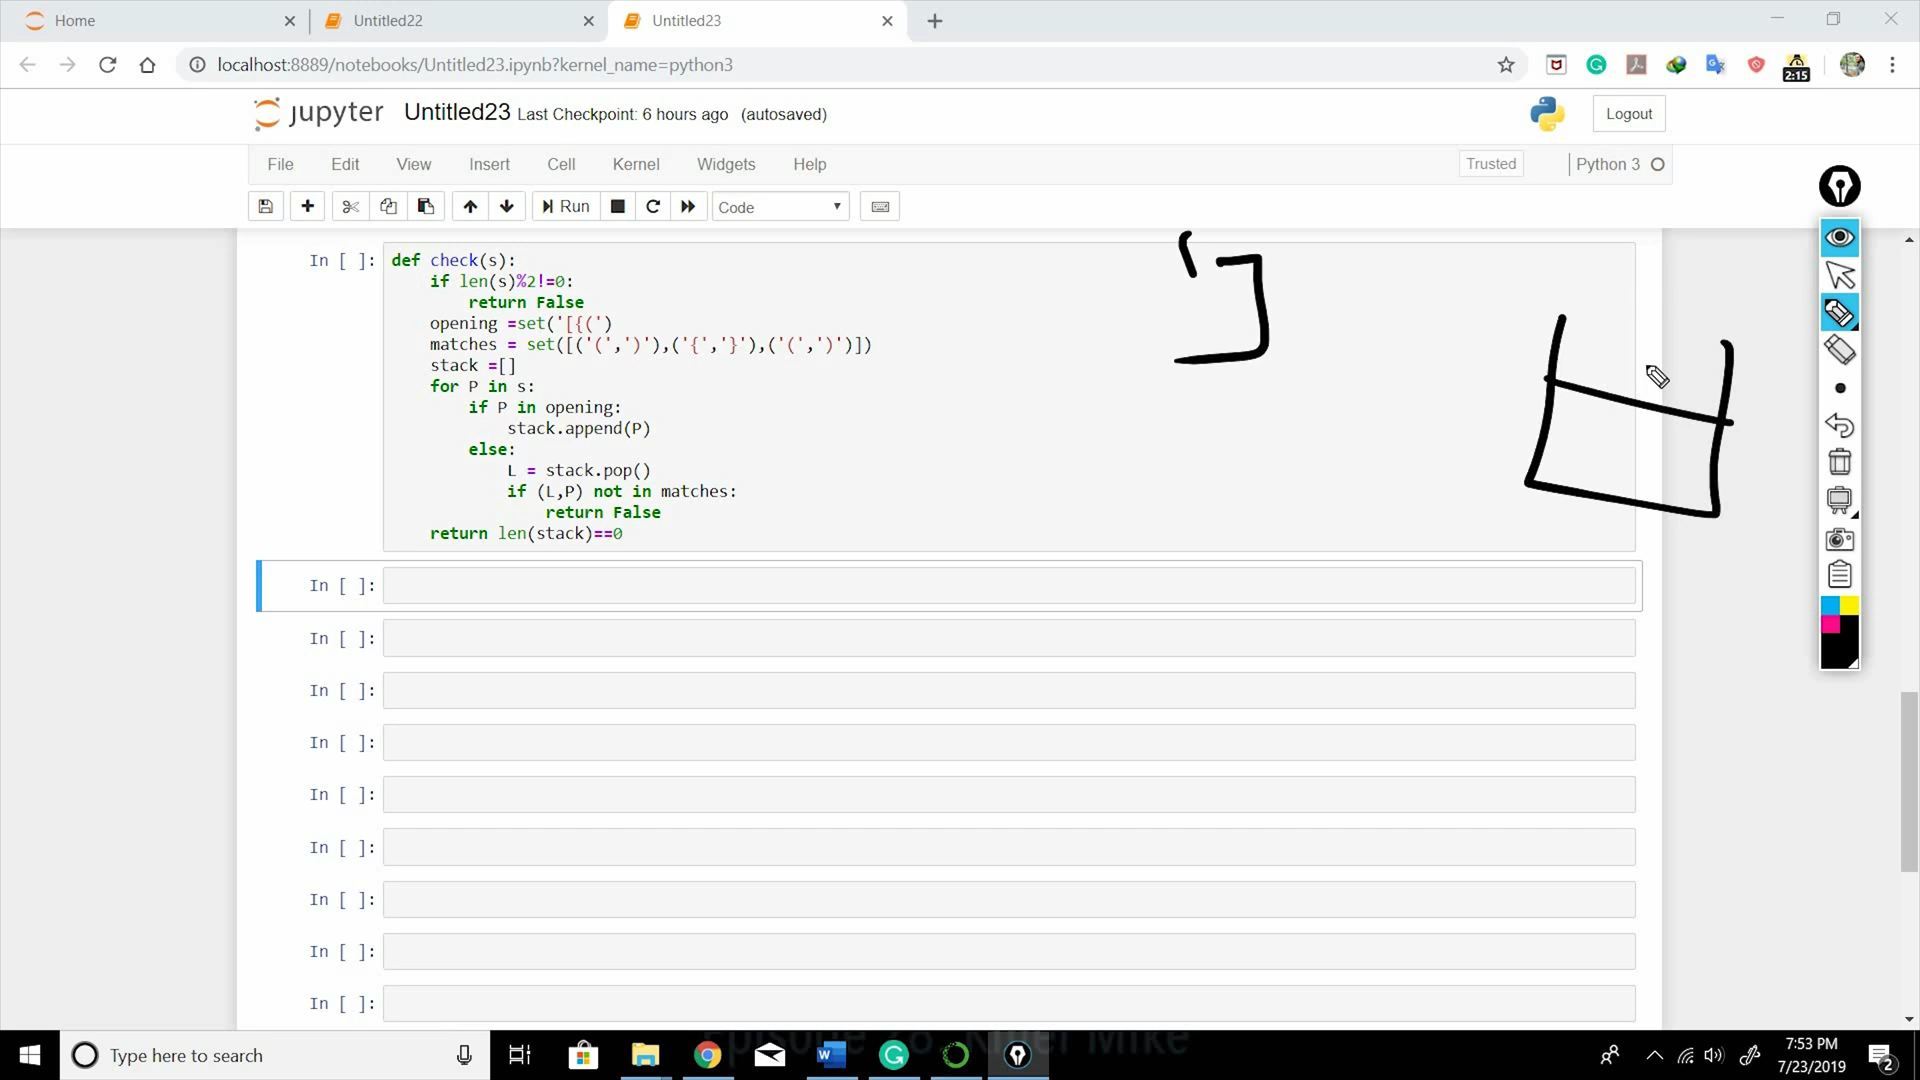 Home
Untitled22
Untitled23
localhost:8889/notebooks/Untitled23.ipynb?kernel_name=python3
2:15
jupyter Untitled23 Last Checkpoint: 6 hours ago (autosaved)
Logout
File Edit View Insert Cell Kernel Widgets Help
Trusted
Python 3
Run
Code
In [ ]:
def check(s):
    if len(s)%2!=0:
        return False
    opening =set('[{(')
    matches = set([('(',')'),('{','}'),('(',')')])
    stack =[]
    for P in s:
        if P in opening:
            stack.append(P)
        else:
            L = stack.pop()
            if (L,P) not in matches:
                return False
    return len(stack)==0
In [ ]:
In [ ]:
In [ ]:
In [ ]:
In [ ]:
In [ ]:
In [ ]:
In [ ]:
In [ ]:
Type here to search
7:53 PM
7/23/2019
2